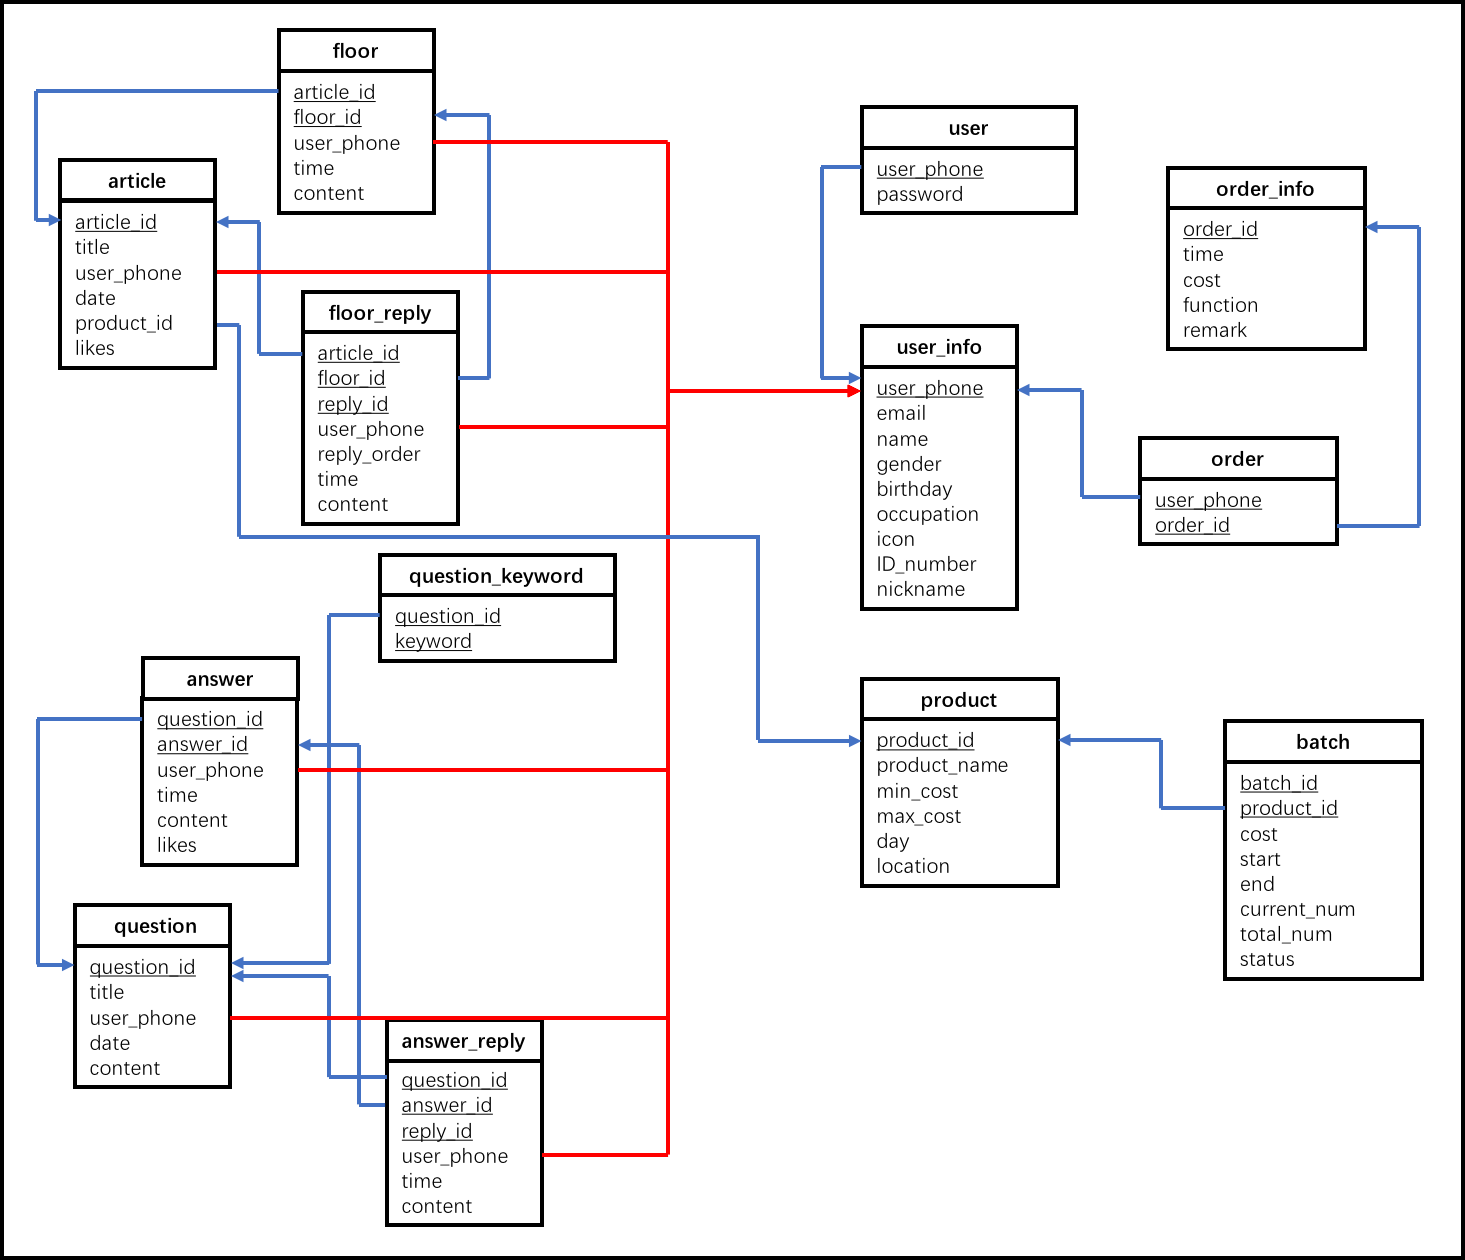 floor
article_id
floor_id
user_phone
time
content
article
article_id
title
user_phone
date
product_id
likes
floor_reply
article_id
floor_id
reply_id
user_phone
reply_order
time
content
user
user_phone
password
order_info
order_id
time
cost
function
remark
user_info
user_phone
email
name
gender
birthday
occupation
icon
ID_number
nickname
order
user_phone
order_id
question_keyword
question_id
keyword
answer
question_id
answer_id
user_phone
time
content
likes
product
product_id
product_name
min_cost
max_cost
day
location
batch
batch_id
product_id
cost
start
end
current_num
total_num
status
question
question_id
title
user_phone
date
content
answer_reply
question_id
answer_id
reply_id
user_phone
time
content